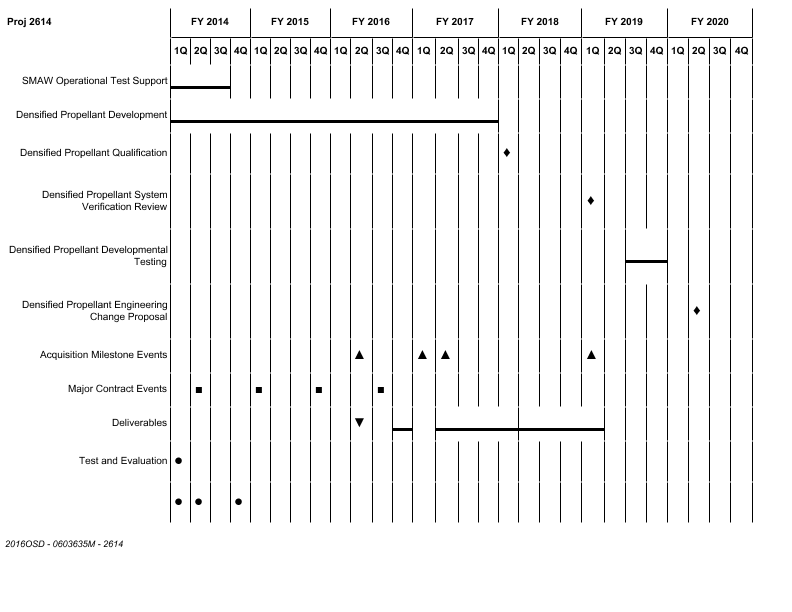 Proj 2614 FY 2014 FY 2015 FY 2016 FY 2017 FY 2018 FY 2019 FY 2020
1Q 2Q 3Q 4Q 1Q 2Q 3Q 4Q 1Q 2Q 3Q 4Q 1Q 2Q 3Q 4Q 1Q 2Q 3Q 4Q 1Q 2Q 3Q 4Q 1Q 2Q 3Q 4Q
SMAW Operational Test Support
Densified Propellant Development
Densified Propellant Qualification
Densified Propellant System
Verification Review
Densified Propellant Developmental
Testing
Densified Propellant Engineering
Change Proposal
Acquisition Milestone Events
Major Contract Events
Deliverables
Test and Evaluation
2016OSD - 0603635M - 2614